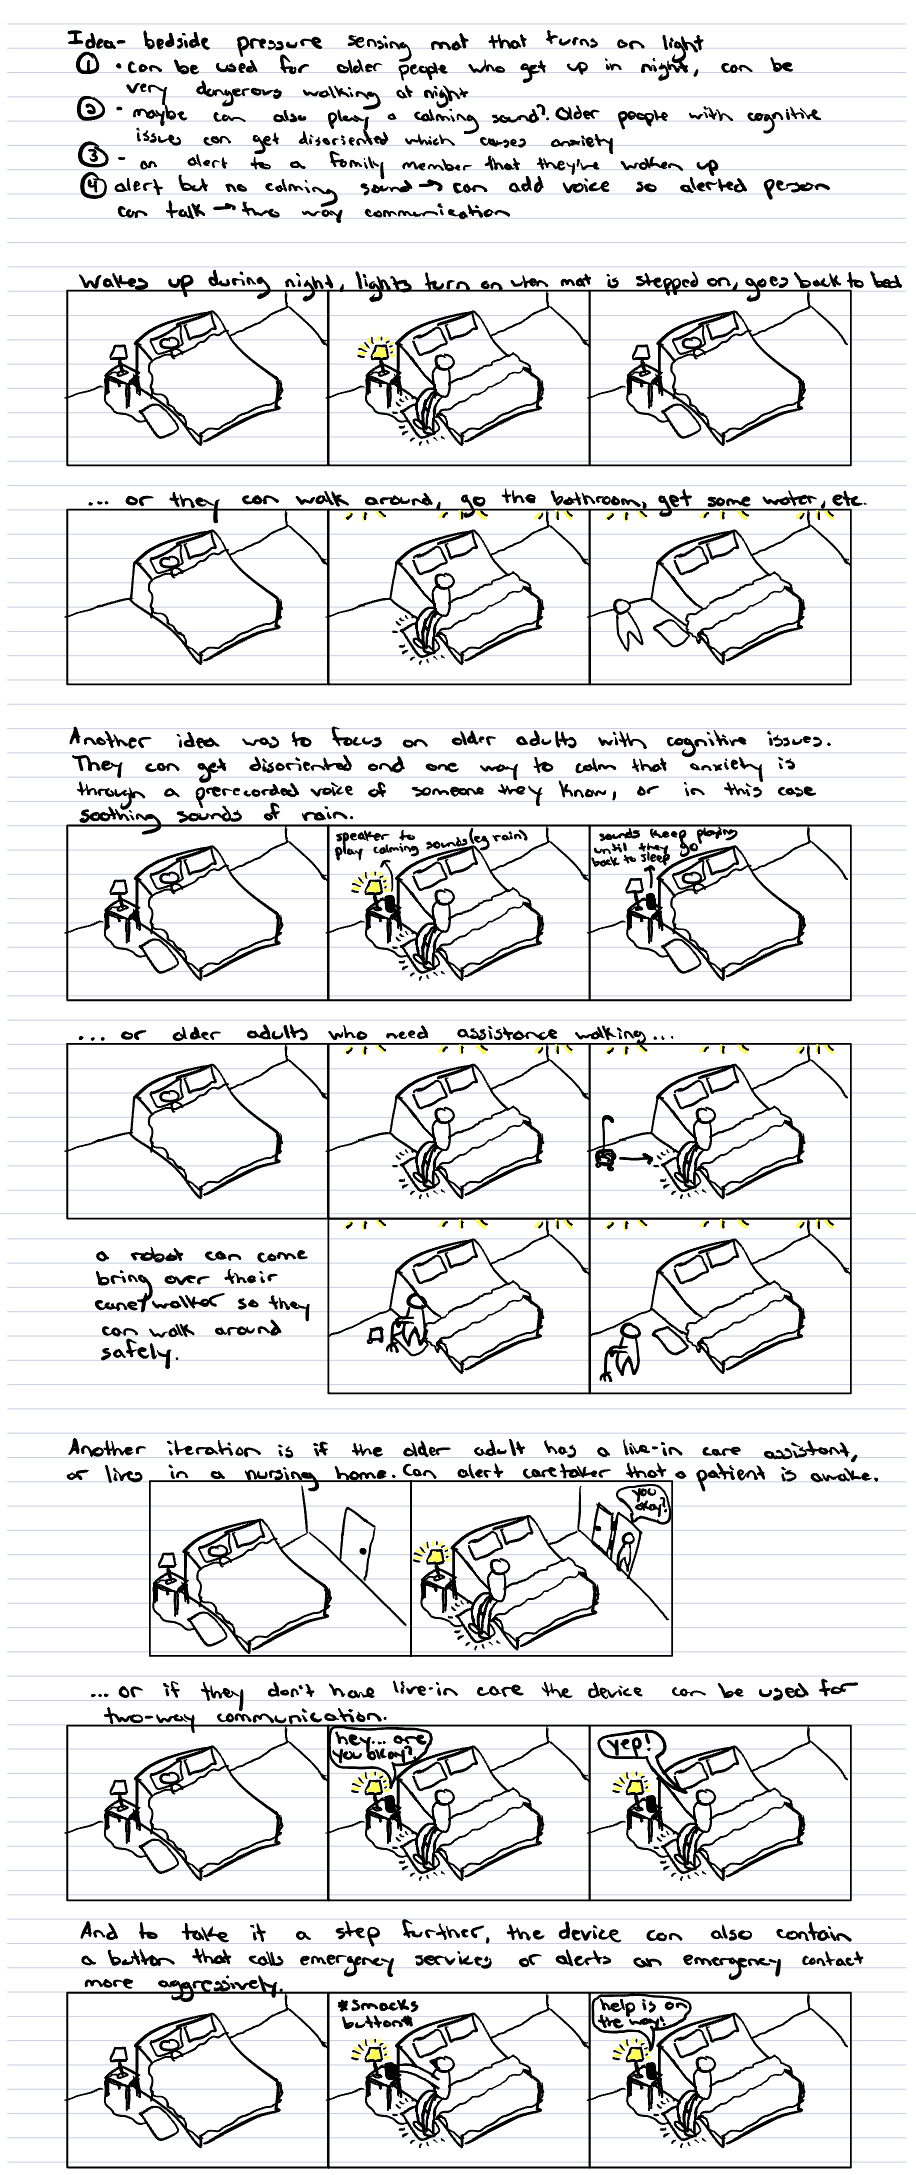 Idea- bedside pressure sensing mat that turns on light
① • can be used for older people who get up in night, can be
very dangerous walking at night
② - maybe can also play a calming sound? Older people with cognitive
issues can get disoriented which causes anxiety
③ - an alert to a family member that they've woken up
④ alert but no calming sound → can add voice so alerted person
can talk → two way communication
Wakes up during night, lights turn on when mat is stepped on, goes back to bed
... or they can walk around, go the bathroom, get some water, etc.
Another idea was to focus on older adults with cognitive issues.
They can get disoriented and one way to calm that anxiety is
through a prerecorded voice of someone they know, or in this case
soothing sounds of rain.
speaker to
play calming sounds (eg rain)
sounds keep playing
until they go
back to sleep
... or older adults who need assistance walking...
a robot can come
bring over their
cane/walker so they
can walk around
safely.
Another iteration is if the older adult has a live-in care assistant,
or lives in a nursing home. Can alert caretaker that a patient is awake.
you
okay?
... or if they don't have live-in care the device can be used for
two-way communication.
hey... are
you okay?
yep!
And to take it a step further, the device can also contain
a button that calls emergency services or alerts an emergency contact
more aggressively.
*smacks
button*
help is on
the way!